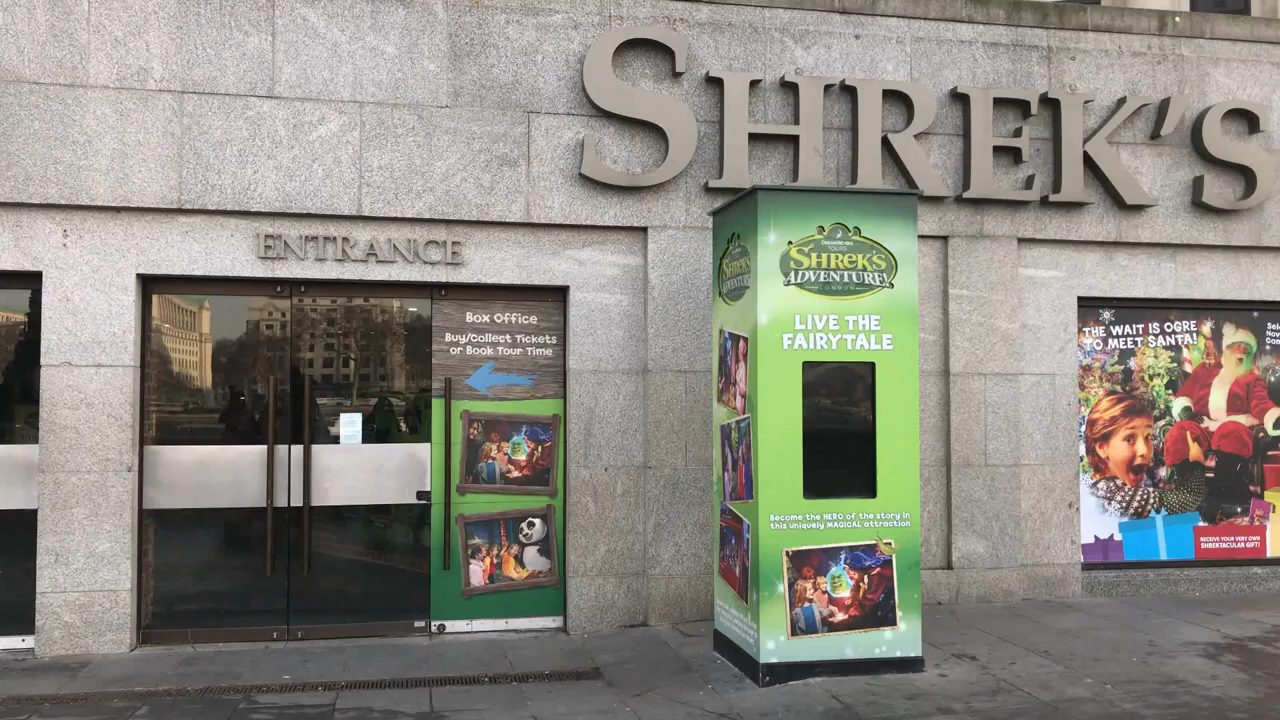 SHREK'S
ENTRANCE
Box Office
Buy/Collect Tickets
or Book Tour Time
DREAMWORKS
TOURS
SHREK'S
ADVENTURE!
LONDON
LIVE THE
FAIRYTALE
Become the HERO of the story in
this uniquely MAGICAL attraction
THE WAIT IS OGRE
TO MEET SANTA!
RECEIVE YOUR VERY OWN
SHREKTACULAR GIFT!